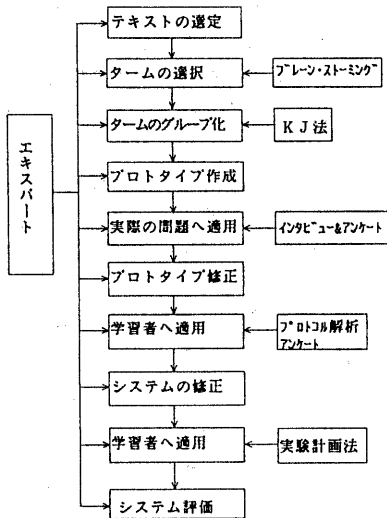 テキストの選定
タームの選択
ブレーン・ストーミング
タームのグループ化
KJ法
エキスパート
プロトタイプ作成
実際の問題へ適用
インタビュー&アンケート
プロトタイプ修正
学習者へ適用
プロトコル解析
アンケート
システムの修正
学習者へ適用
実験計画法
システム評価